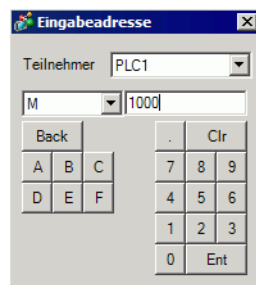 Eingabeadresse
Teilnehmer PLC1
M 1000
Back . Clr
A B C 7 8 9
D E F 4 5 6
1 2 3
0 Ent